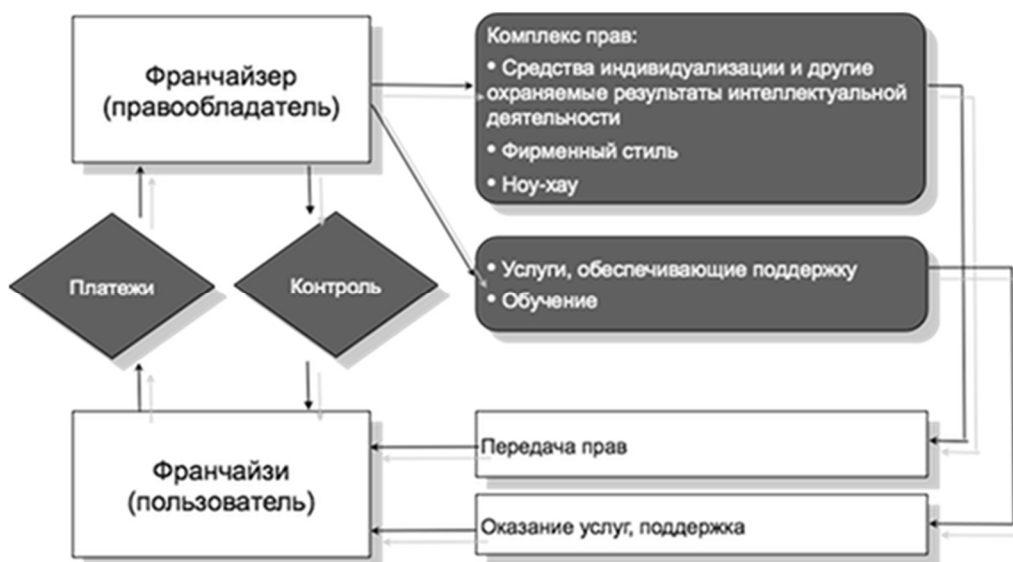 Франчайзер
(правообладатель)
Комплекс прав:
• Средства индивидуализации и другие
охраняемые результаты интеллектуальной
деятельности
• Фирменный стиль
• Ноу-хау
Платежи
Контроль
• Услуги, обеспечивающие поддержку
• Обучение
Франчайзи
(пользователь)
Передача прав
Оказание услуг, поддержка